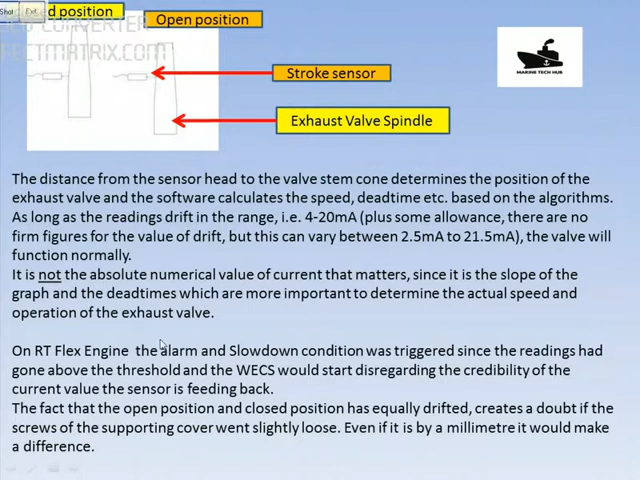 Shot Exit
d position
Open position
CONVERTER
FECTMATRIX.COM
Stroke sensor
MARINE TECH HUB
Exhaust Valve Spindle
The distance from the sensor head to the valve stem cone determines the position of the
exhaust valve and the software calculates the speed, deadtime etc. based on the algorithms.
As long as the readings drift in the range, i.e. 4-20mA (plus some allowance, there are no
firm figures for the value of drift, but this can vary between 2.5mA to 21.5mA), the valve will
function normally.
It is not the absolute numerical value of current that matters, since it is the slope of the
graph and the deadtimes which are more important to determine the actual speed and
operation of the exhaust valve.
On RT Flex Engine the alarm and Slowdown condition was triggered since the readings had
gone above the threshold and the WECS would start disregarding the credibility of the
current value the sensor is feeding back.
The fact that the open position and closed position has equally drifted, creates a doubt if the
screws of the supporting cover went slightly loose. Even if it is by a millimetre it would make
a difference.